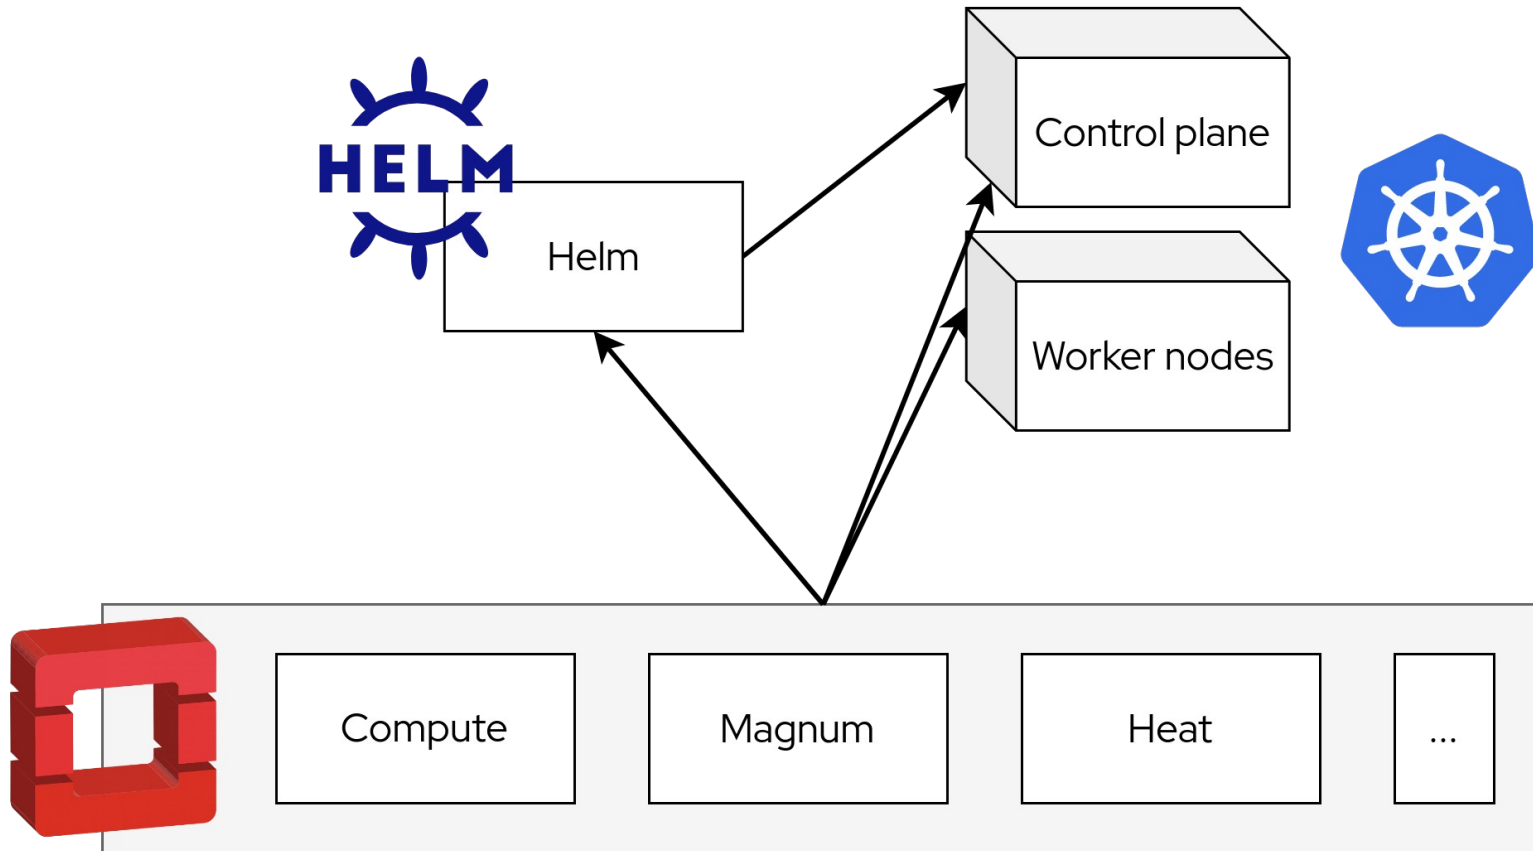 HELM
Helm
Control plane
Worker nodes
Compute
Magnum
Heat
...